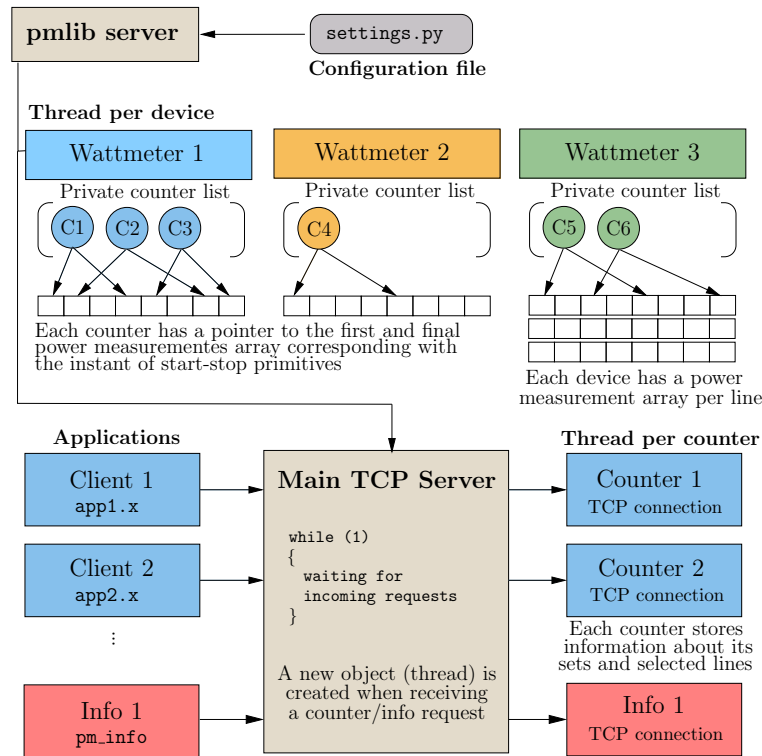 pmlib server
settings.py
Configuration file
Thread per device
Wattmeter 1
Wattmeter 2
Wattmeter 3
Private counter list
Private counter list
Private counter list
C1
C2
C3
C4
C5
C6
Each counter has a pointer to the first and final
power measurementes array corresponding with
the instant of start-stop primitives
Each device has a power
measurement array per line
Applications
Thread per counter
Client 1
app1.x
Main TCP Server
Counter 1
TCP connection
while (1)
{
waiting for
incoming requests
}
Client 2
app2.x
Counter 2
TCP connection
⋮
Each counter stores
information about its
sets and selected lines
A new object (thread) is
created when receiving
a counter/info request
Info 1
pm_info
Info 1
TCP connection